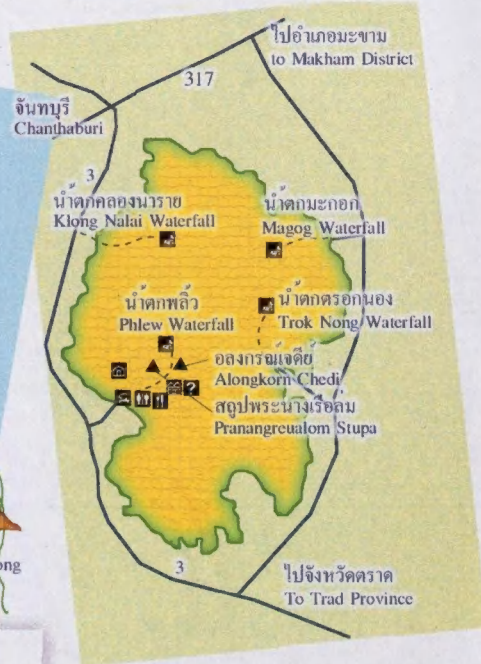 ไปอำเภอมะขาม
to Makham District
317
จันทบุรี
Chanthaburi
3
น้ำตกคลองนาราย
Klong Nalai Waterfall
น้ำตกมะกอก
Magog Waterfall
น้ำตกพลิ้ว
Phlew Waterfall
น้ำตกตรอกนอง
Trok Nong Waterfall
อลงกรณ์เจดีย์
Alongkorn Chedi
สถูปพระนางเรือล่ม
Pranangreualom Stupa
?
3
ไปจังหวัดตราด
To Trad Province
ong